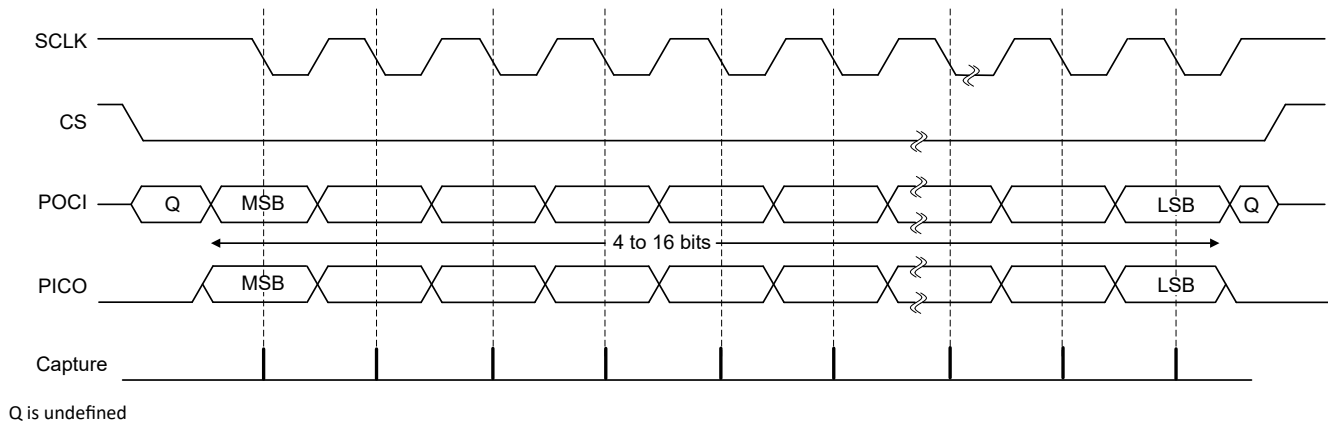 SCLK
CS
POCI Q MSB LSB Q
4 to 16 bits
PICO MSB LSB
Capture
Q is undefined